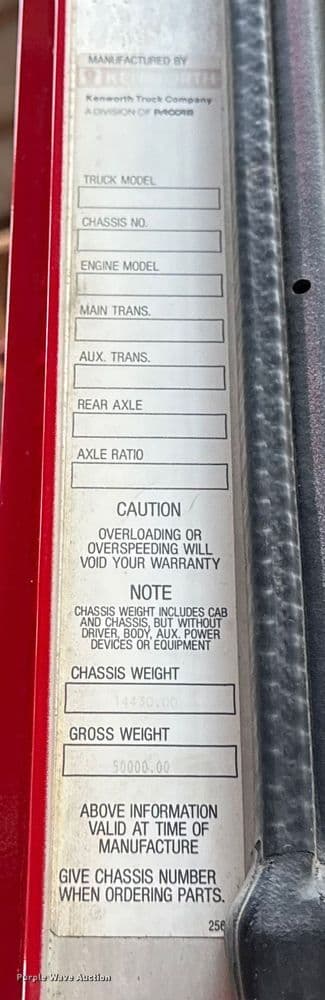 MANUFACTURED BY
Kenworth Truck Company
A DIVISION OF PACCAR
TRUCK MODEL
CHASSIS NO.
ENGINE MODEL
MAIN TRANS.
AUX. TRANS.
REAR AXLE
AXLE RATIO
CAUTION
OVERLOADING OR
OVERSPEEDING WILL
VOID YOUR WARRANTY
NOTE
CHASSIS WEIGHT INCLUDES CAB
AND CHASSIS, BUT WITHOUT
DRIVER, BODY, AUX. POWER
DEVICES OR EQUIPMENT
CHASSIS WEIGHT
14430.00
GROSS WEIGHT
50000.00
ABOVE INFORMATION
VALID AT TIME OF
MANUFACTURE
GIVE CHASSIS NUMBER
WHEN ORDERING PARTS.
256
Purple Wave Auction